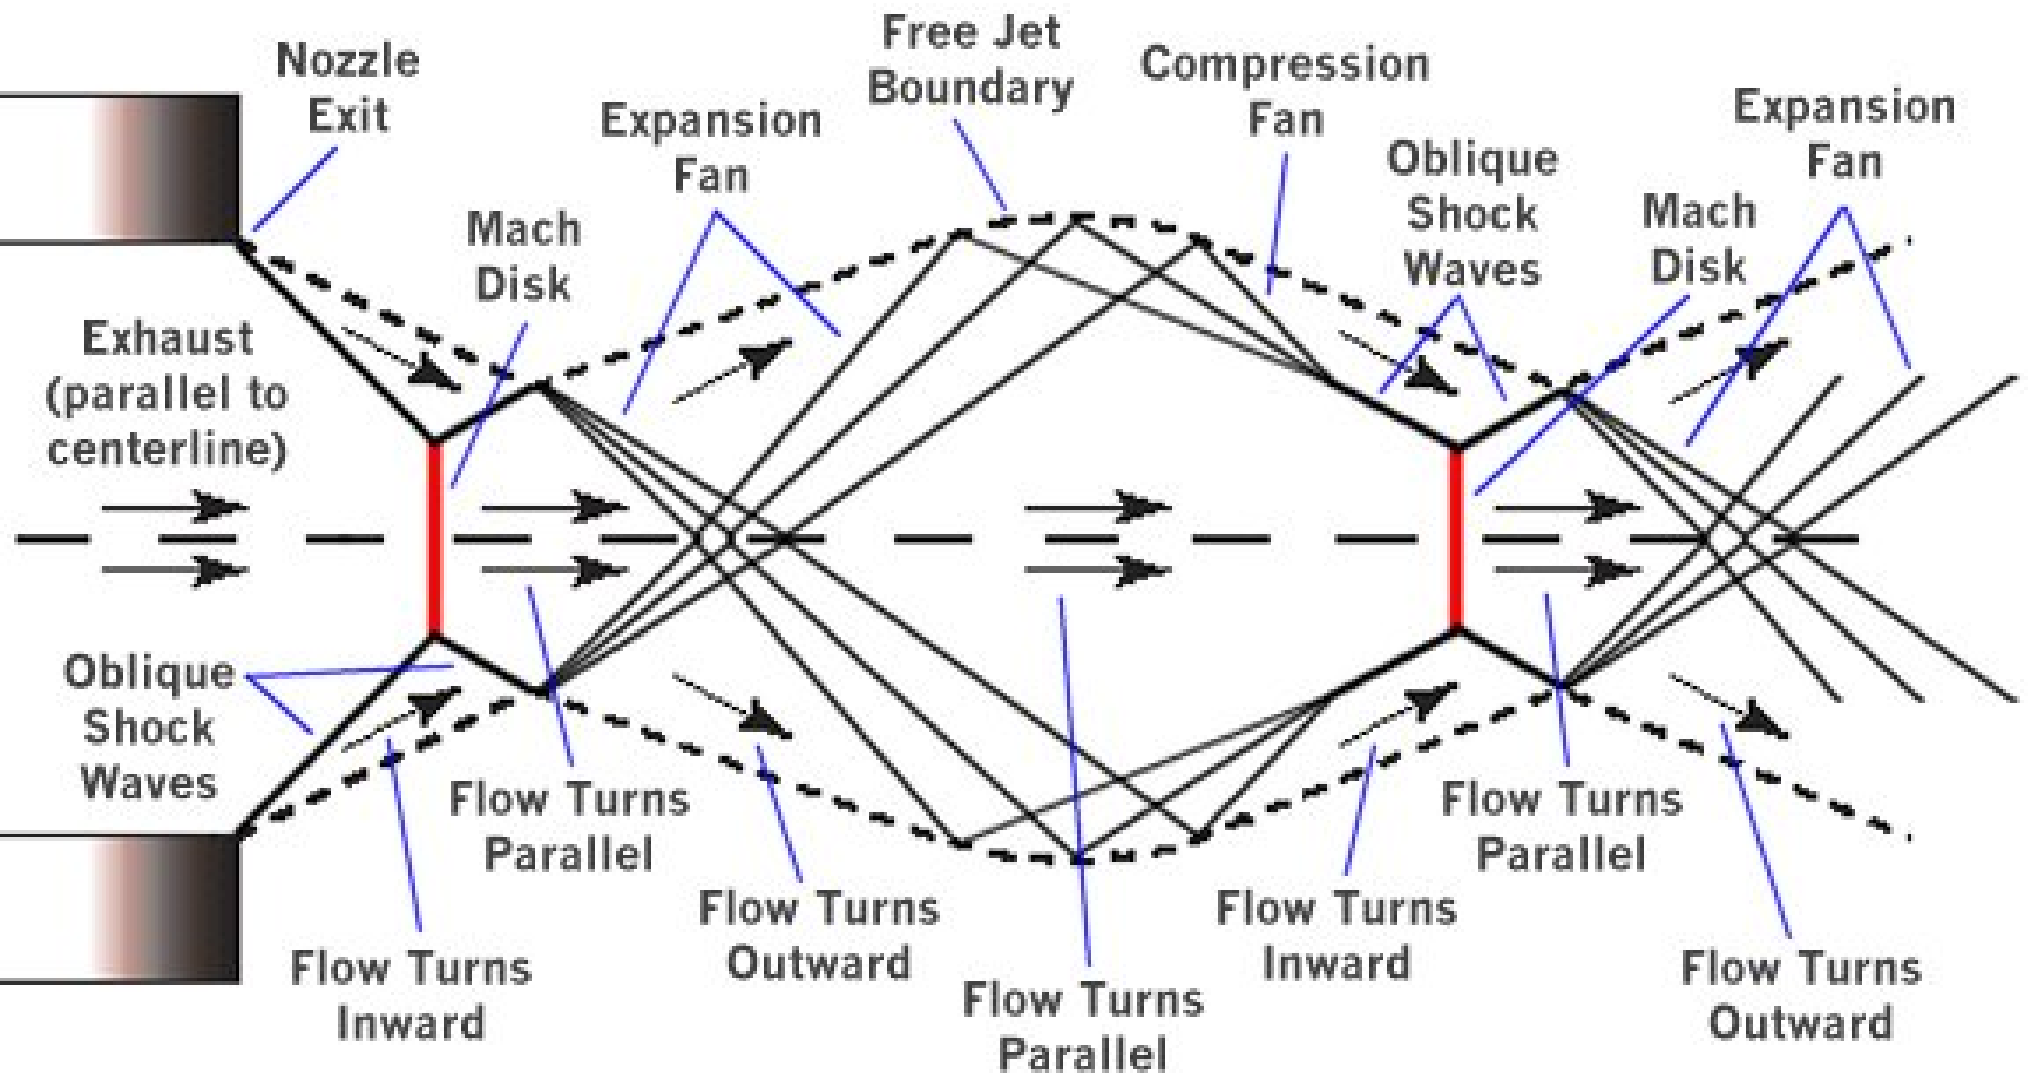 Nozzle
Exit
Mach
Disk
Expansion
Fan
Free Jet
Boundary
Compression
Fan
Oblique
Shock
Waves
Mach
Disk
Expansion
Fan
Exhaust
(parallel to
centerline)
Oblique
Shock
Waves
Flow Turns
Inward
Flow Turns
Parallel
Flow Turns
Outward
Flow Turns
Parallel
Flow Turns
Inward
Flow Turns
Parallel
Flow Turns
Outward